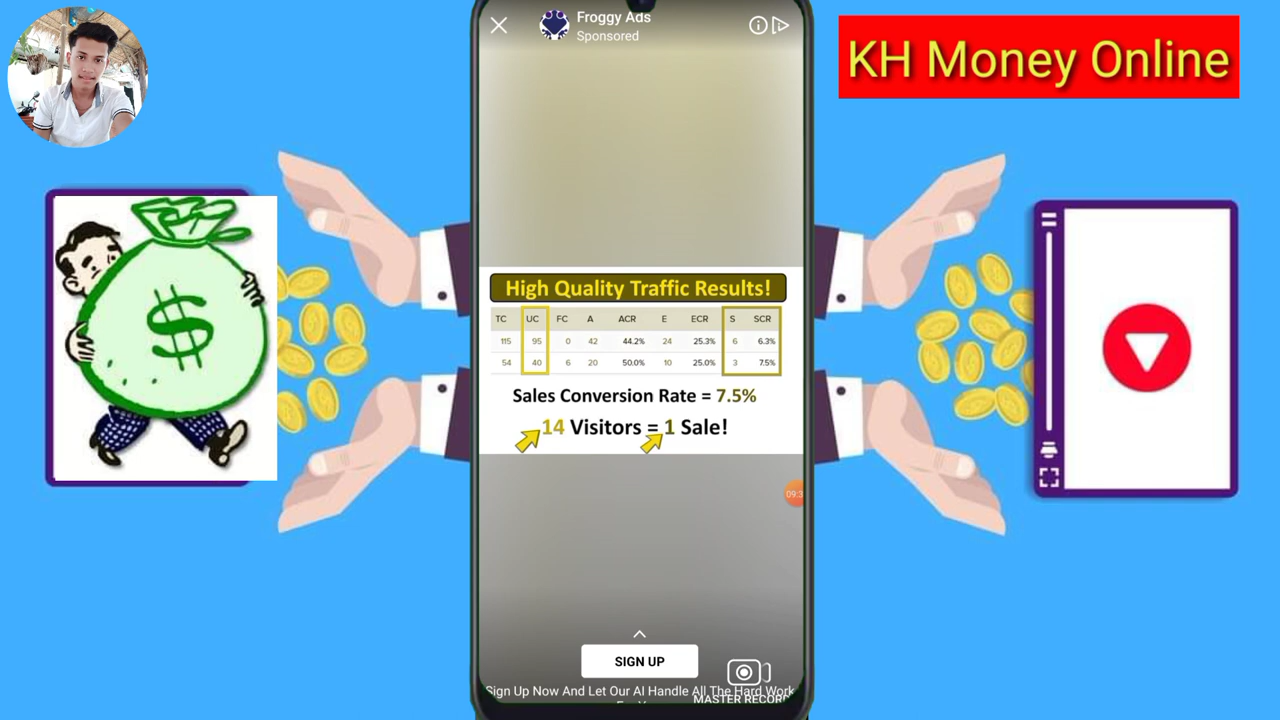 Froggy Ads
Sponsored
KH Money Online
$
High Quality Traffic Results!
TC UC FC A ACR E ECR S SCR
115 95 0 42 44.2% 24 25.3% 6 6.3%
54 40 6 20 50.0% 10 25.0% 3 7.5%
Sales Conversion Rate = 7.5%
14 Visitors = 1 Sale!
09:3
SIGN UP
Sign Up Now And Let Our AI Handle All The Hard Work
MASTER RECORD